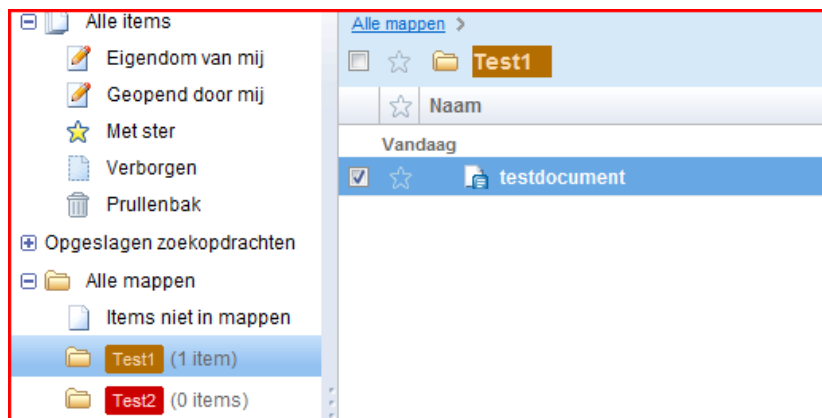 Alle items
Eigendom van mij
Geopend door mij
Met ster
Verborgen
Prullenbak
Opgeslagen zoekopdrachten
Alle mappen
Items niet in mappen
Test1 (1 item)
Test2 (0 items)
Alle mappen >
Test1
Naam
Vandaag
testdocument